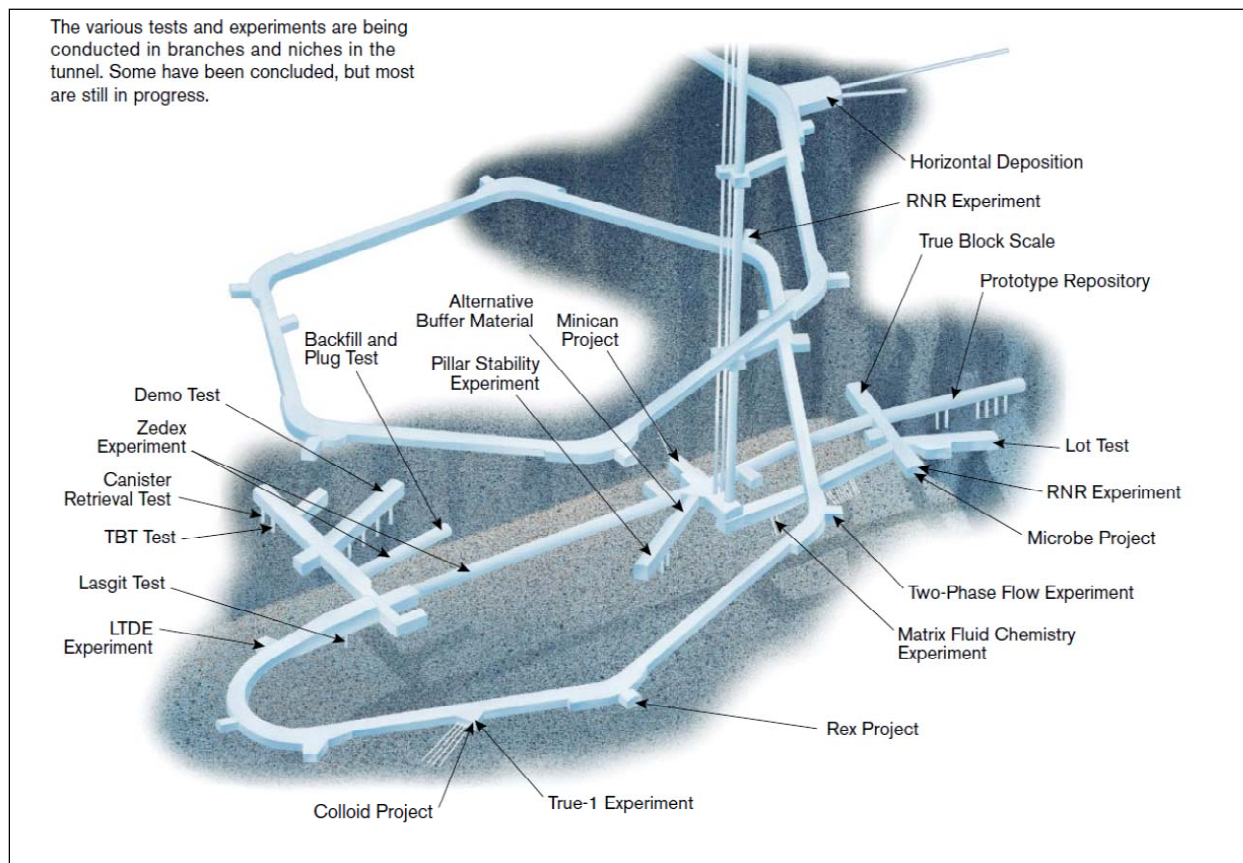 The various tests and experiments are being
conducted in branches and niches in the
tunnel. Some have been concluded, but most
are still in progress.
Horizontal Deposition
RNR Experiment
True Block Scale
Prototype Repository
Alternative
Buffer Material
Minican
Project
Backfill and
Plug Test
Pillar Stability
Experiment
Demo Test
Zedex
Experiment
Canister
Retrieval Test
TBT Test
Lasgit Test
LTDE
Experiment
Lot Test
RNR Experiment
Microbe Project
Two-Phase Flow Experiment
Matrix Fluid Chemistry
Experiment
Rex Project
True-1 Experiment
Colloid Project